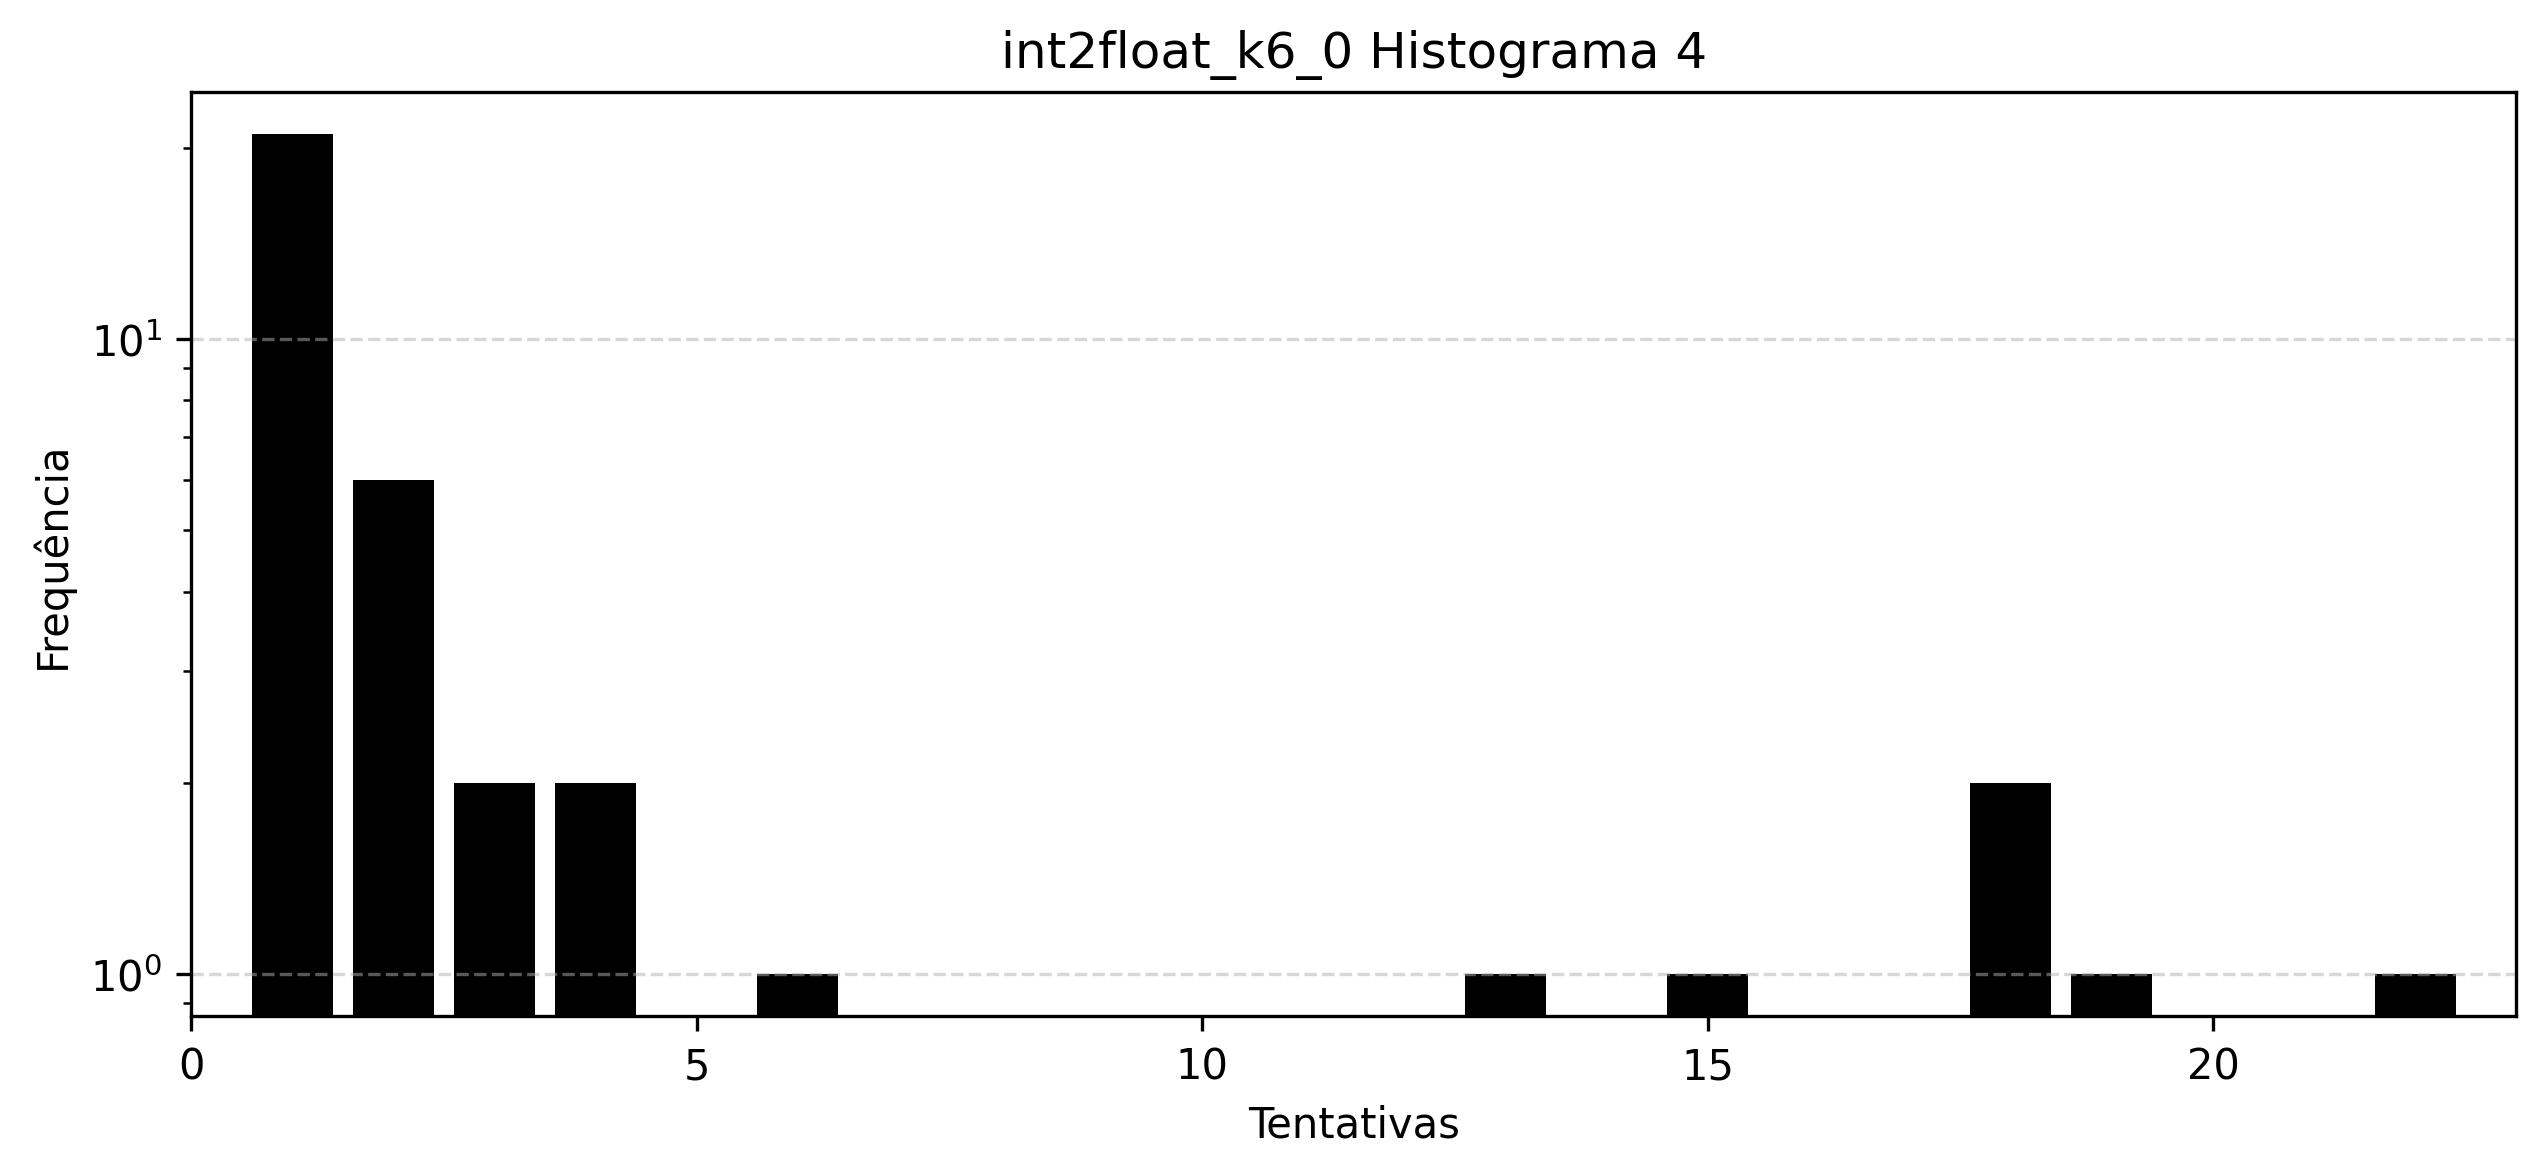 int2float_k6_0 Histograma 4
Frequência
10¹
10⁰
0 5 10 15 20
Tentativas